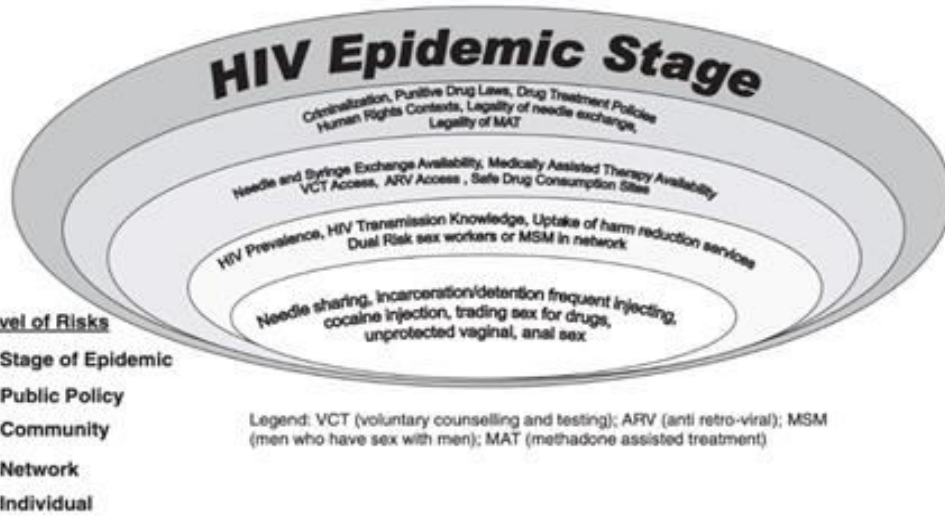 HIV Epidemic Stage
Criminalization, Punitive Drug Laws, Drug Treatment Policies
Human Rights Contexts, Legality of needle exchange,
Legality of MAT
Needle and Syringe Exchange Availability, Medically Assisted Therapy Availability
VCT Access, ARV Access , Safe Drug Consumption Sites
HIV Prevalence, HIV Transmission Knowledge, Uptake of harm reduction services
Dual Risk sex workers or MSM in network
Needle sharing, incarceration/detention frequent injecting,
cocaine injection, trading sex for drugs,
unprotected vaginal, anal sex
vel of Risks
Stage of Epidemic
Public Policy
Community
Network
Individual
Legend: VCT (voluntary counselling and testing); ARV (anti retro-viral); MSM
(men who have sex with men); MAT (methadone assisted treatment)